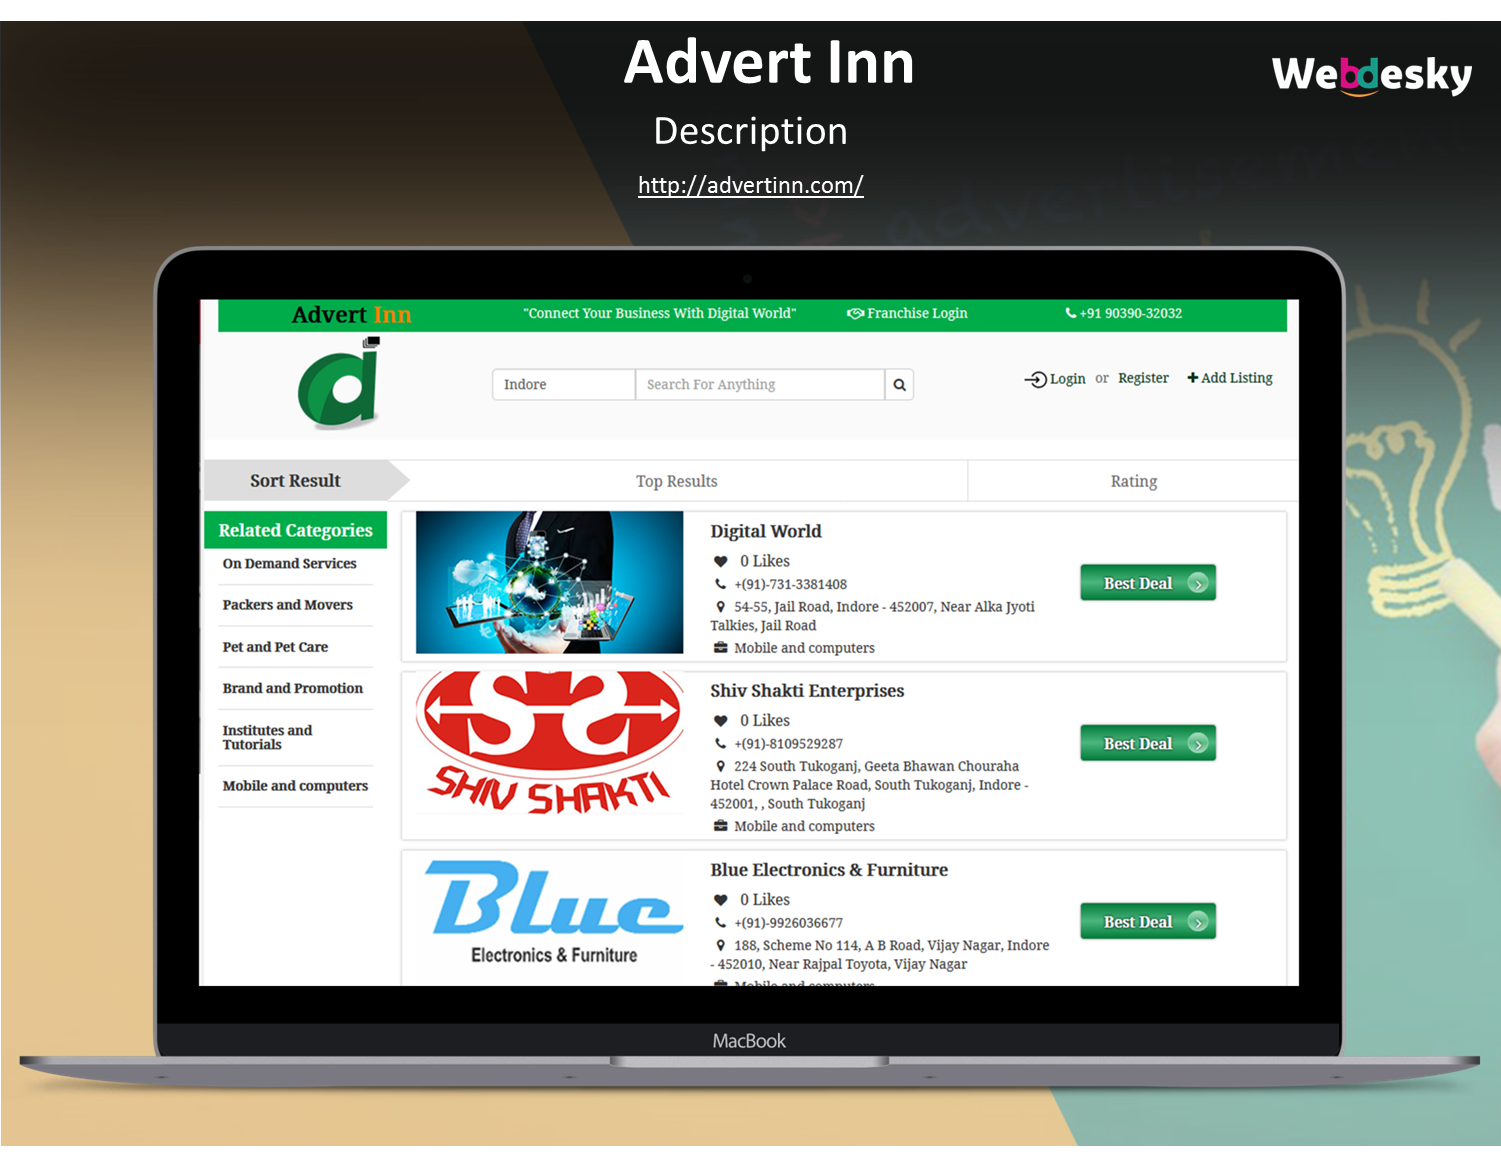 Advert Inn
Webdesky
Description
http://advertinn.com/
advertisement
Advert Inn
"Connect Your Business With Digital World"
Franchise Login
+91 90390-32032
Indore
Search For Anything
Login or Register
Add Listing
Sort Result
Top Results
Rating
Related Categories
On Demand Services
Packers and Movers
Pet and Pet Care
Brand and Promotion
Institutes and
Tutorials
Mobile and computers
Digital World
0 Likes
+(91)-731-3381408
54-55, Jail Road, Indore - 452007, Near Alka Jyoti
Talkies, Jail Road
Mobile and computers
Best Deal
SHIV SHAKTI
Shiv Shakti Enterprises
0 Likes
+(91)-8109529287
224 South Tukoganj, Geeta Bhawan Chouraha
Hotel Crown Palace Road, South Tukoganj, Indore -
452001, , South Tukoganj
Mobile and computers
Best Deal
Blue
Electronics & Furniture
Blue Electronics & Furniture
0 Likes
+(91)-9926036677
188, Scheme No 114, A B Road, Vijay Nagar, Indore
- 452010, Near Rajpal Toyota, Vijay Nagar
Mobile and computers
Best Deal
MacBook